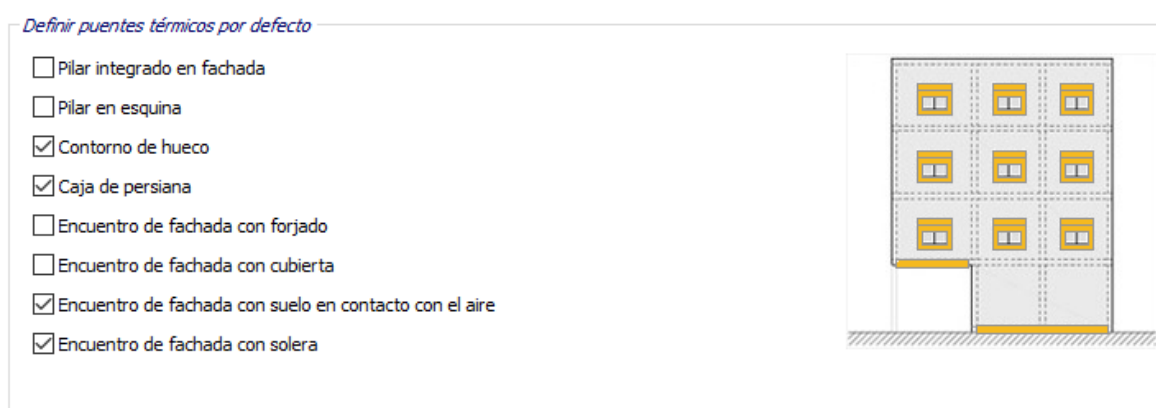 Definir puentes térmicos por defecto
Pilar integrado en fachada
Pilar en esquina
Contorno de hueco
Caja de persiana
Encuentro de fachada con forjado
Encuentro de fachada con cubierta
Encuentro de fachada con suelo en contacto con el aire
Encuentro de fachada con solera